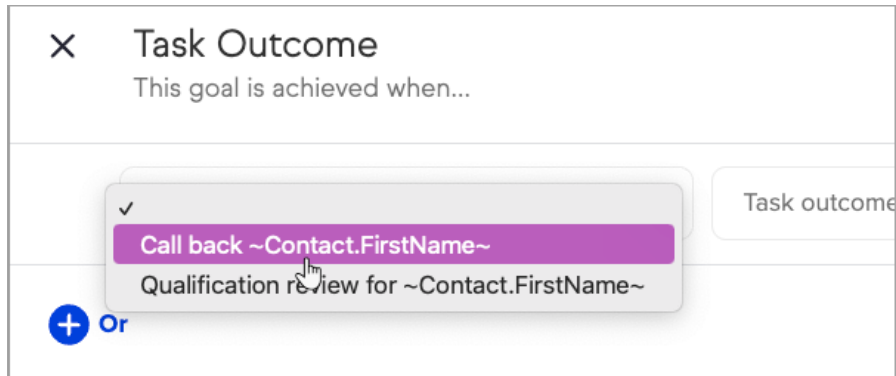 Task Outcome
This goal is achieved when...
Task outcome
Call back ~Contact.FirstName~
Qualification review for ~Contact.FirstName~
Or